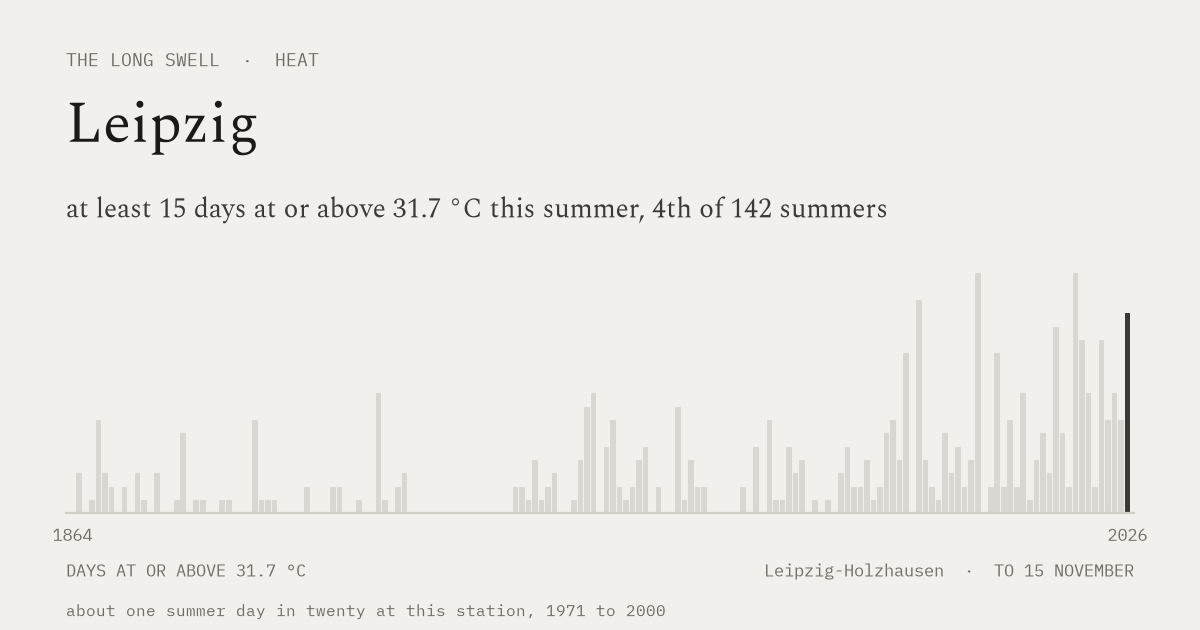 THE LONG SWELL · HEAT
Leipzig
at least 15 days at or above 31.7 °C this summer, 4th of 142 summers
1864 2026
DAYS AT OR ABOVE 31.7 °C Leipzig-Holzhausen · TO 15 NOVEMBER
about one summer day in twenty at this station, 1971 to 2000